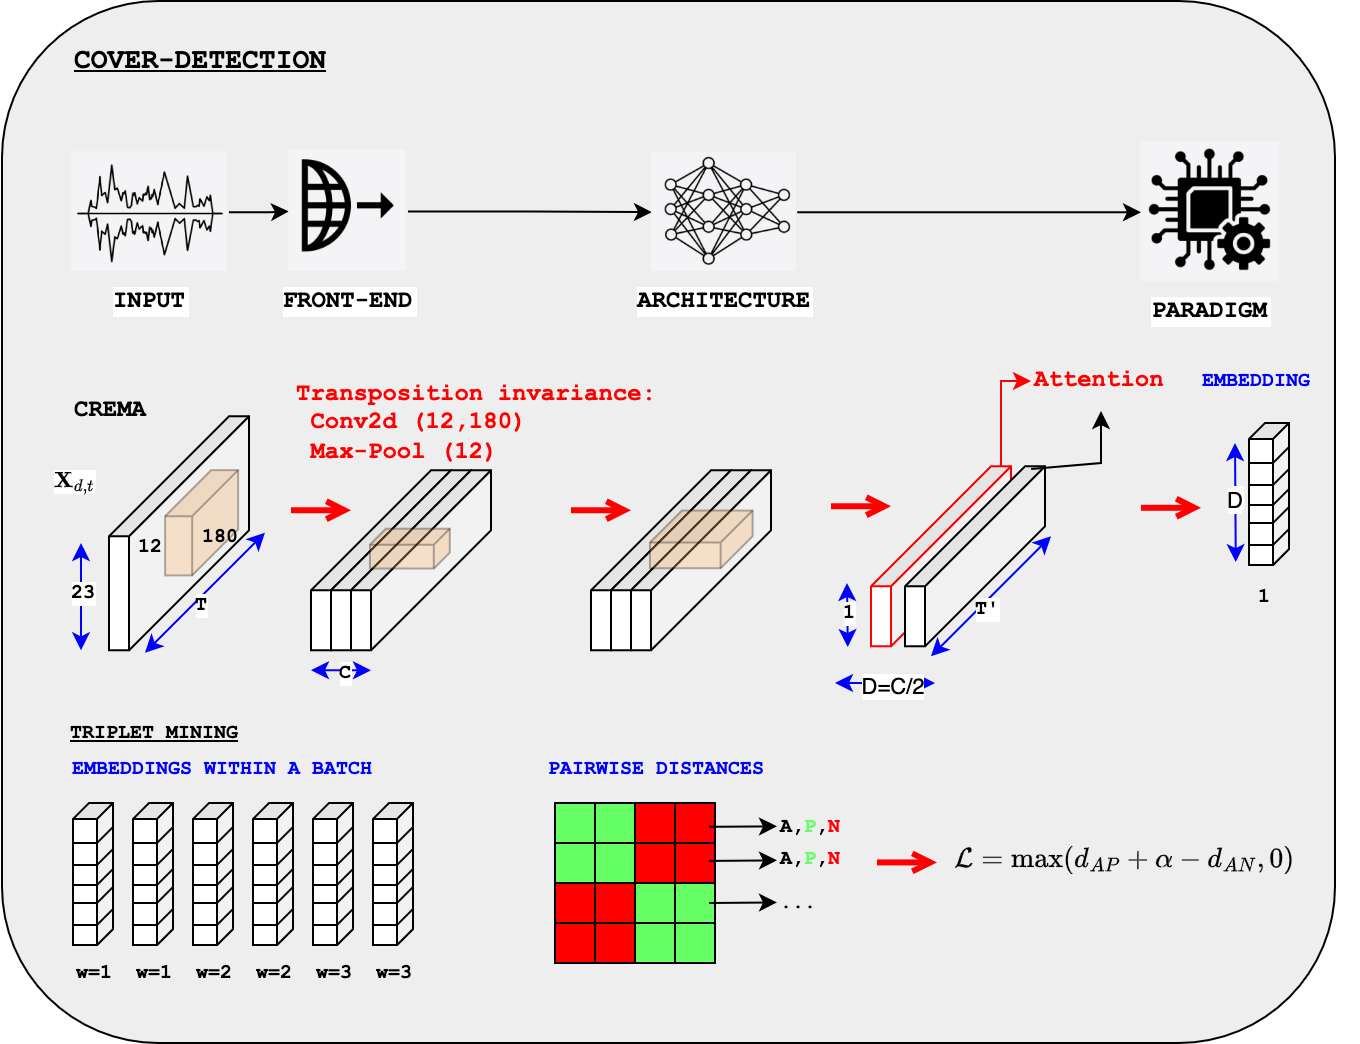 COVER-DETECTION
INPUT
FRONT-END
ARCHITECTURE
PARADIGM
CREMA
Transposition invariance:
Conv2d (12,180)
Max-Pool (12)
Attention
EMBEDDING
X_{d,t}
12
180
23
T
C
1
T'
D=C/2
D
1
TRIPLET MINING
EMBEDDINGS WITHIN A BATCH
PAIRWISE DISTANCES
A,P,N
A,P,N
...
ℒ = max(d_{AP} + α − d_{AN}, 0)
w=1 w=1 w=2 w=2 w=3 w=3